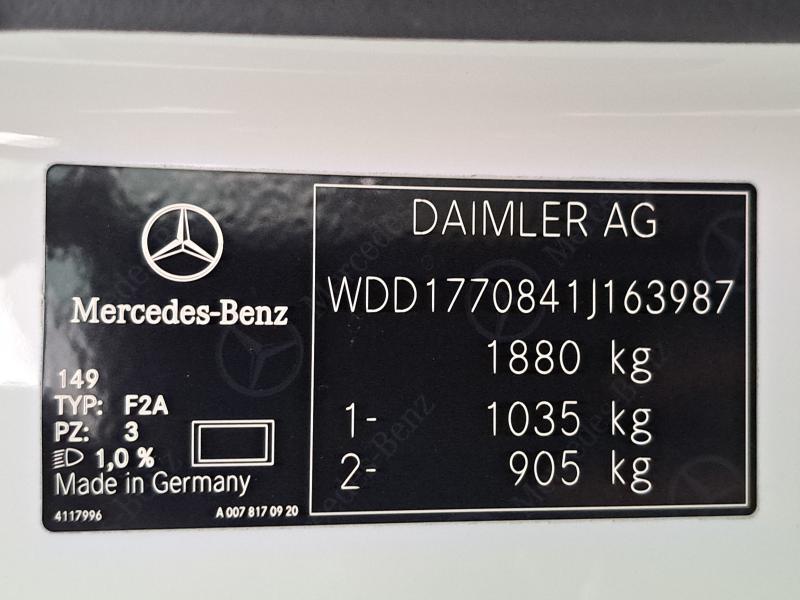 Mercedes-Benz
149
TYP: F2A
PZ: 3
1,0 %
Made in Germany
4117996 A 007 817 09 20
DAIMLER AG
WDD1770841J163987
1880 kg
1- 1035 kg
2- 905 kg